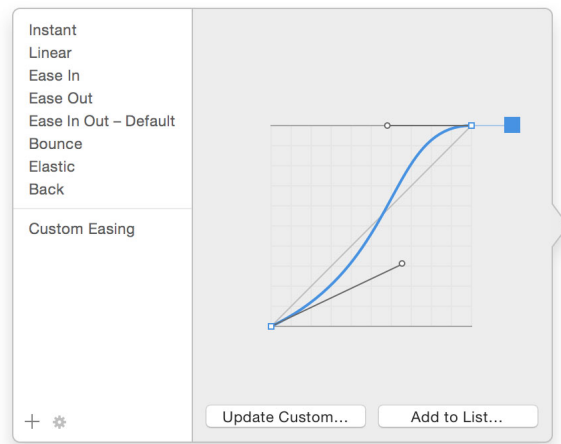 Instant
Linear
Ease In
Ease Out
Ease In Out – Default
Bounce
Elastic
Back
Custom Easing
Update Custom...
Add to List...